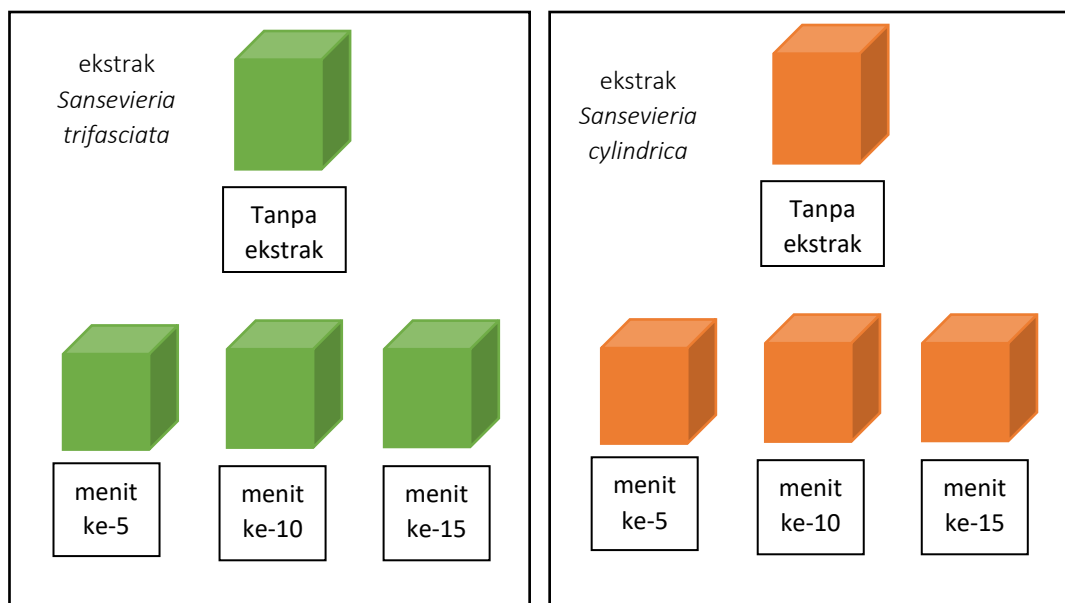 ekstrak
Sansevieria
trifasciata
Tanpa
ekstrak
menit
ke-5
menit
ke-10
menit
ke-15
ekstrak
Sansevieria
cylindrica
Tanpa
ekstrak
menit
ke-5
menit
ke-10
menit
ke-15